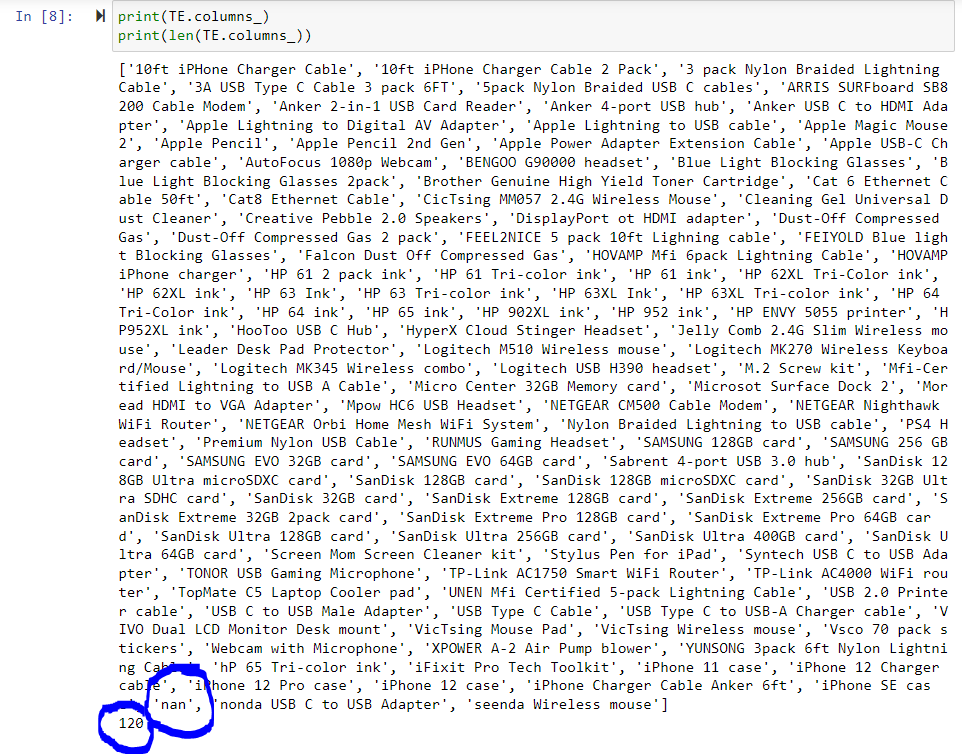 In [8]:
print(TE.columns_)
print(len(TE.columns_))
['10ft iPHone Charger Cable', '10ft iPHone Charger Cable 2 Pack', '3 pack Nylon Braided Lightning
Cable', '3A USB Type C Cable 3 pack 6FT', '5pack Nylon Braided USB C cables', 'ARRIS SURFboard SB8
200 Cable Modem', 'Anker 2-in-1 USB Card Reader', 'Anker 4-port USB hub', 'Anker USB C to HDMI Ada
pter', 'Apple Lightning to Digital AV Adapter', 'Apple Lightning to USB cable', 'Apple Magic Mouse
2', 'Apple Pencil', 'Apple Pencil 2nd Gen', 'Apple Power Adapter Extension Cable', 'Apple USB-C Ch
arger cable', 'AutoFocus 1080p Webcam', 'BENGOO G90000 headset', 'Blue Light Blocking Glasses', 'B
lue Light Blocking Glasses 2pack', 'Brother Genuine High Yield Toner Cartridge', 'Cat 6 Ethernet C
able 50ft', 'Cat8 Ethernet Cable', 'CicTsing MM057 2.4G Wireless Mouse', 'Cleaning Gel Universal D
ust Cleaner', 'Creative Pebble 2.0 Speakers', 'DisplayPort ot HDMI adapter', 'Dust-Off Compressed
Gas', 'Dust-Off Compressed Gas 2 pack', 'FEEL2NICE 5 pack 10ft Lighning cable', 'FEIYOLD Blue ligh
t Blocking Glasses', 'Falcon Dust Off Compressed Gas', 'HOVAMP Mfi 6pack Lightning Cable', 'HOVAMP
iPhone charger', 'HP 61 2 pack ink', 'HP 61 Tri-color ink', 'HP 61 ink', 'HP 62XL Tri-Color ink',
'HP 62XL ink', 'HP 63 Ink', 'HP 63 Tri-color ink', 'HP 63XL Ink', 'HP 63XL Tri-color ink', 'HP 64
Tri-Color ink', 'HP 64 ink', 'HP 65 ink', 'HP 902XL ink', 'HP 952 ink', 'HP ENVY 5055 printer', 'H
P952XL ink', 'HooToo USB C Hub', 'HyperX Cloud Stinger Headset', 'Jelly Comb 2.4G Slim Wireless mo
use', 'Leader Desk Pad Protector', 'Logitech M510 Wireless mouse', 'Logitech MK270 Wireless Keyboa
rd/Mouse', 'Logitech MK345 Wireless combo', 'Logitech USB H390 headset', 'M.2 Screw kit', 'Mfi-Cer
tified Lightning to USB A Cable', 'Micro Center 32GB Memory card', 'Microsot Surface Dock 2', 'Mor
ead HDMI to VGA Adapter', 'Mpow HC6 USB Headset', 'NETGEAR CM500 Cable Modem', 'NETGEAR Nighthawk
WiFi Router', 'NETGEAR Orbi Home Mesh WiFi System', 'Nylon Braided Lightning to USB cable', 'PS4 H
eadset', 'Premium Nylon USB Cable', 'RUNMUS Gaming Headset', 'SAMSUNG 128GB card', 'SAMSUNG 256 GB
card', 'SAMSUNG EVO 32GB card', 'SAMSUNG EVO 64GB card', 'Sabrent 4-port USB 3.0 hub', 'SanDisk 12
8GB Ultra microSDXC card', 'SanDisk 128GB card', 'SanDisk 128GB microSDXC card', 'SanDisk 32GB Ult
ra SDHC card', 'SanDisk 32GB card', 'SanDisk Extreme 128GB card', 'SanDisk Extreme 256GB card', 'S
anDisk Extreme 32GB 2pack card', 'SanDisk Extreme Pro 128GB card', 'SanDisk Extreme Pro 64GB car
d', 'SanDisk Ultra 128GB card', 'SanDisk Ultra 256GB card', 'SanDisk Ultra 400GB card', 'SanDisk U
ltra 64GB card', 'Screen Mom Screen Cleaner kit', 'Stylus Pen for iPad', 'Syntech USB C to USB Ada
pter', 'TONOR USB Gaming Microphone', 'TP-Link AC1750 Smart WiFi Router', 'TP-Link AC4000 WiFi rou
ter', 'TopMate C5 Laptop Cooler pad', 'UNEN Mfi Certified 5-pack Lightning Cable', 'USB 2.0 Printe
r cable', 'USB C to USB Male Adapter', 'USB Type C Cable', 'USB Type C to USB-A Charger cable', 'V
IVO Dual LCD Monitor Desk mount', 'VicTsing Mouse Pad', 'VicTsing Wireless mouse', 'Vsco 70 pack s
tickers', 'Webcam with Microphone', 'XPOWER A-2 Air Pump blower', 'YUNSONG 3pack 6ft Nylon Lightni
ng Cable', 'hP 65 Tri-color ink', 'iFixit Pro Tech Toolkit', 'iPhone 11 case', 'iPhone 12 Charger
cable', 'iPhone 12 Pro case', 'iPhone 12 case', 'iPhone Charger Cable Anker 6ft', 'iPhone SE cas
'nan', 'nonda USB C to USB Adapter', 'seenda Wireless mouse']
120